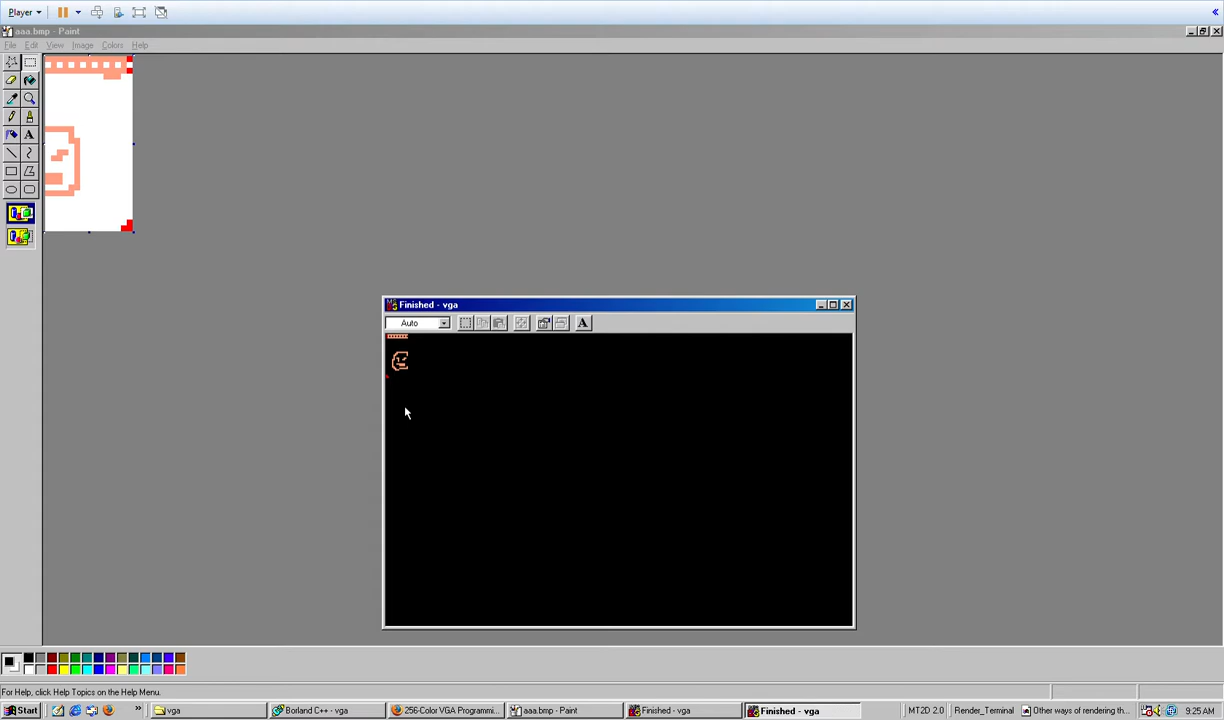 Player
aaa.bmp - Paint
File Edit View Image Colors Help
A
Finished - vga
Auto
A
For Help, click Help Topics on the Help Menu.
Start vga Borland C++ - vga 256-Color VGA Programmi... aaa.bmp - Paint Finished - vga Finished - vga MT2D 2.0 Render_Terminal Other ways of rendering th... 9:25 AM